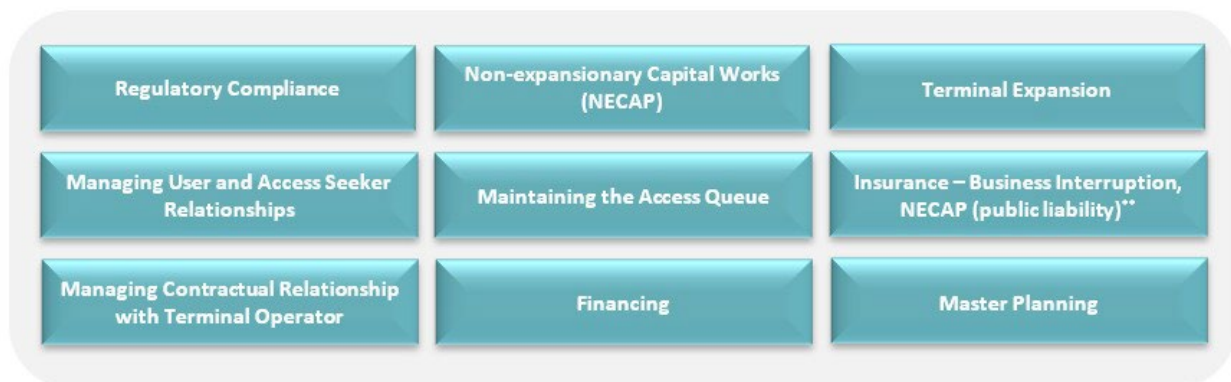 Regulatory Compliance
Non-expansionary Capital Works
(NECAP)
Terminal Expansion
Managing User and Access Seeker
Relationships
Maintaining the Access Queue
Insurance – Business Interruption,
NECAP (public liability)**
Managing Contractual Relationship
with Terminal Operator
Financing
Master Planning